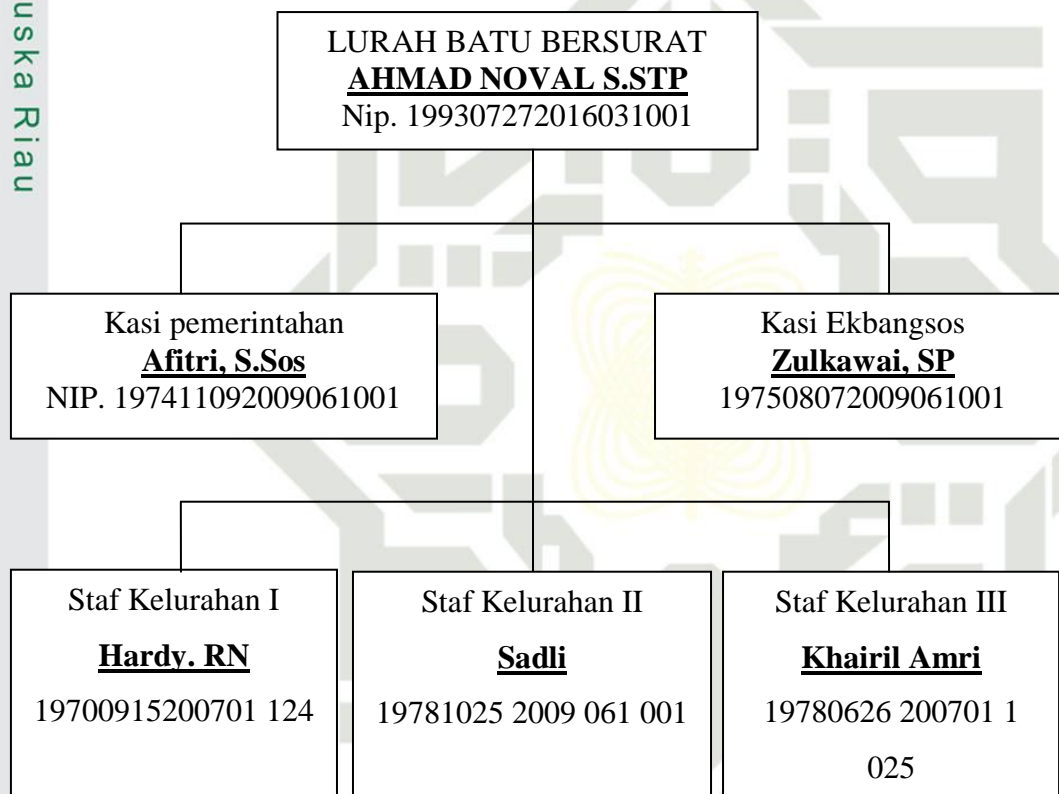 uska Riau
LURAH BATU BERSURAT
AHMAD NOVAL S.STP
Nip. 199307272016031001
Kasi pemerintahan
Afitri, S.Sos
NIP. 197411092009061001
Kasi Ekbangsos
Zulkawai, SP
197508072009061001
Staf Kelurahan I
Hardy. RN
19700915200701 124
Staf Kelurahan II
Sadli
19781025 2009 061 001
Staf Kelurahan III
Khairil Amri
19780626 200701 1
025